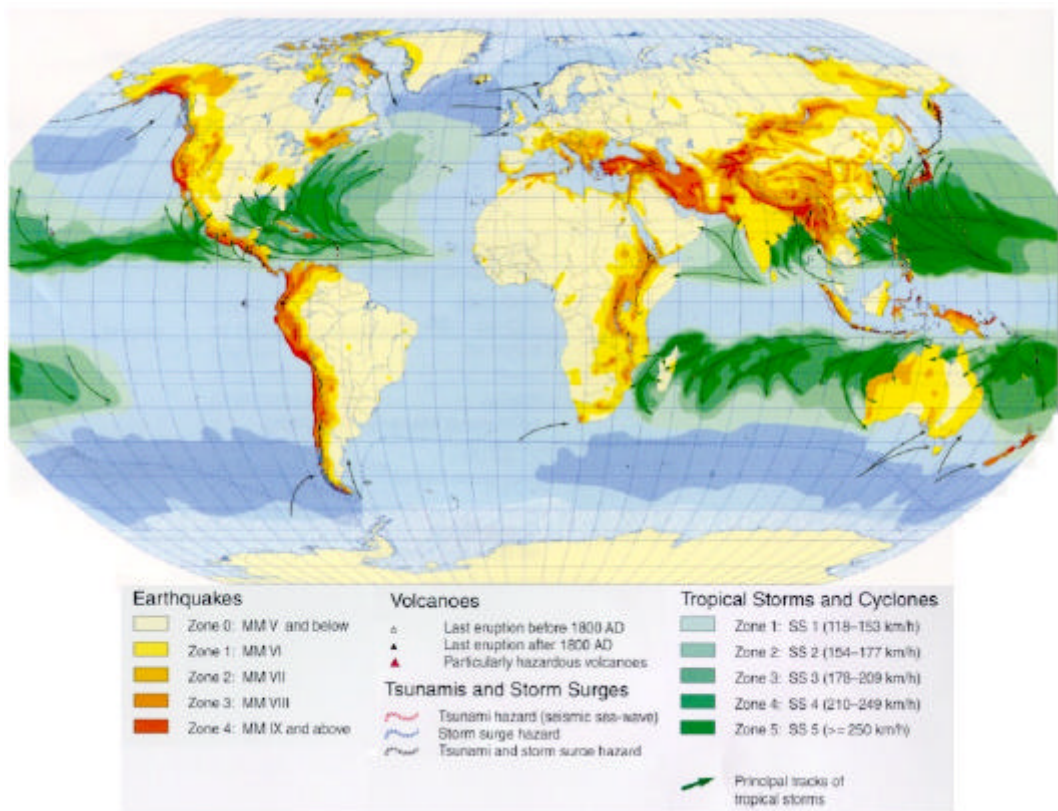 Earthquakes
Zone 0: MM V and below
Zone 1: MM VI
Zone 2: MM VII
Zone 3: MM VIII
Zone 4: MM IX and above
Volcanoes
Last eruption before 1800 AD
Last eruption after 1800 AD
Particularly hazardous volcanoes
Tsunamis and Storm Surges
Tsunami hazard (seismic sea-wave)
Storm surge hazard
Tsunami and storm surge hazard
Tropical Storms and Cyclones
Zone 1: SS 1 (118–153 km/h)
Zone 2: SS 2 (154–177 km/h)
Zone 3: SS 3 (178–209 km/h)
Zone 4: SS 4 (210–249 km/h)
Zone 5: SS 5 (>= 250 km/h)
Principal tracks of
tropical storms